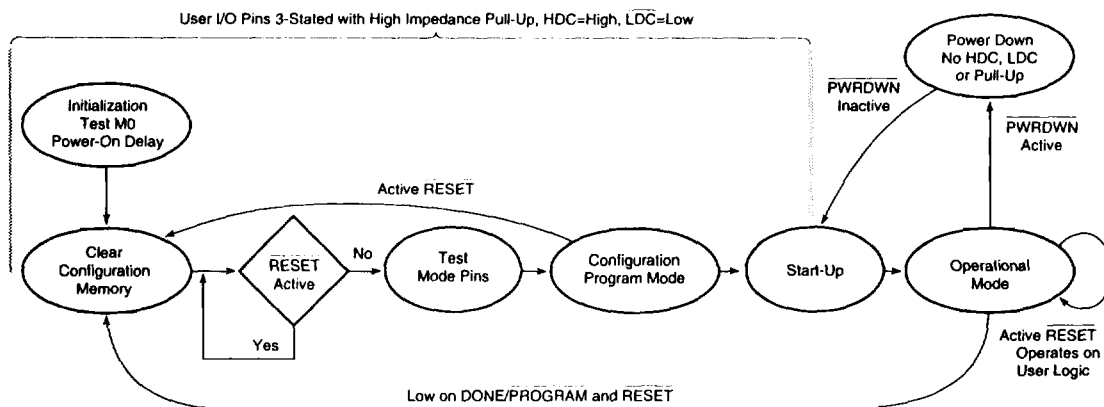 User I/O Pins 3-Stated with High Impedance Pull-Up, HDC=High, LDC=Low
Initialization
Test M0
Power-On Delay
Power Down
No HDC, LDC
or Pull-Up
PWRDWN
Inactive
PWRDWN
Active
Active RESET
Clear
Configuration
Memory
RESET
Active
No
Yes
Test
Mode Pins
Configuration
Program Mode
Start-Up
Operational
Mode
Active RESET
Operates on
User Logic
Low on DONE/PROGRAM and RESET